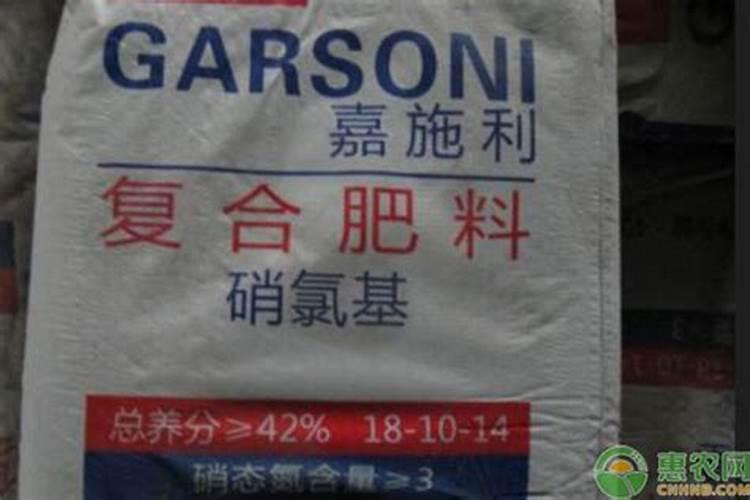 GARSONI
嘉施利
复合肥料
硝氯基
总养分≥42% 18-10-14
硝态氮含量≥3
惠农网
CNHNB.COM